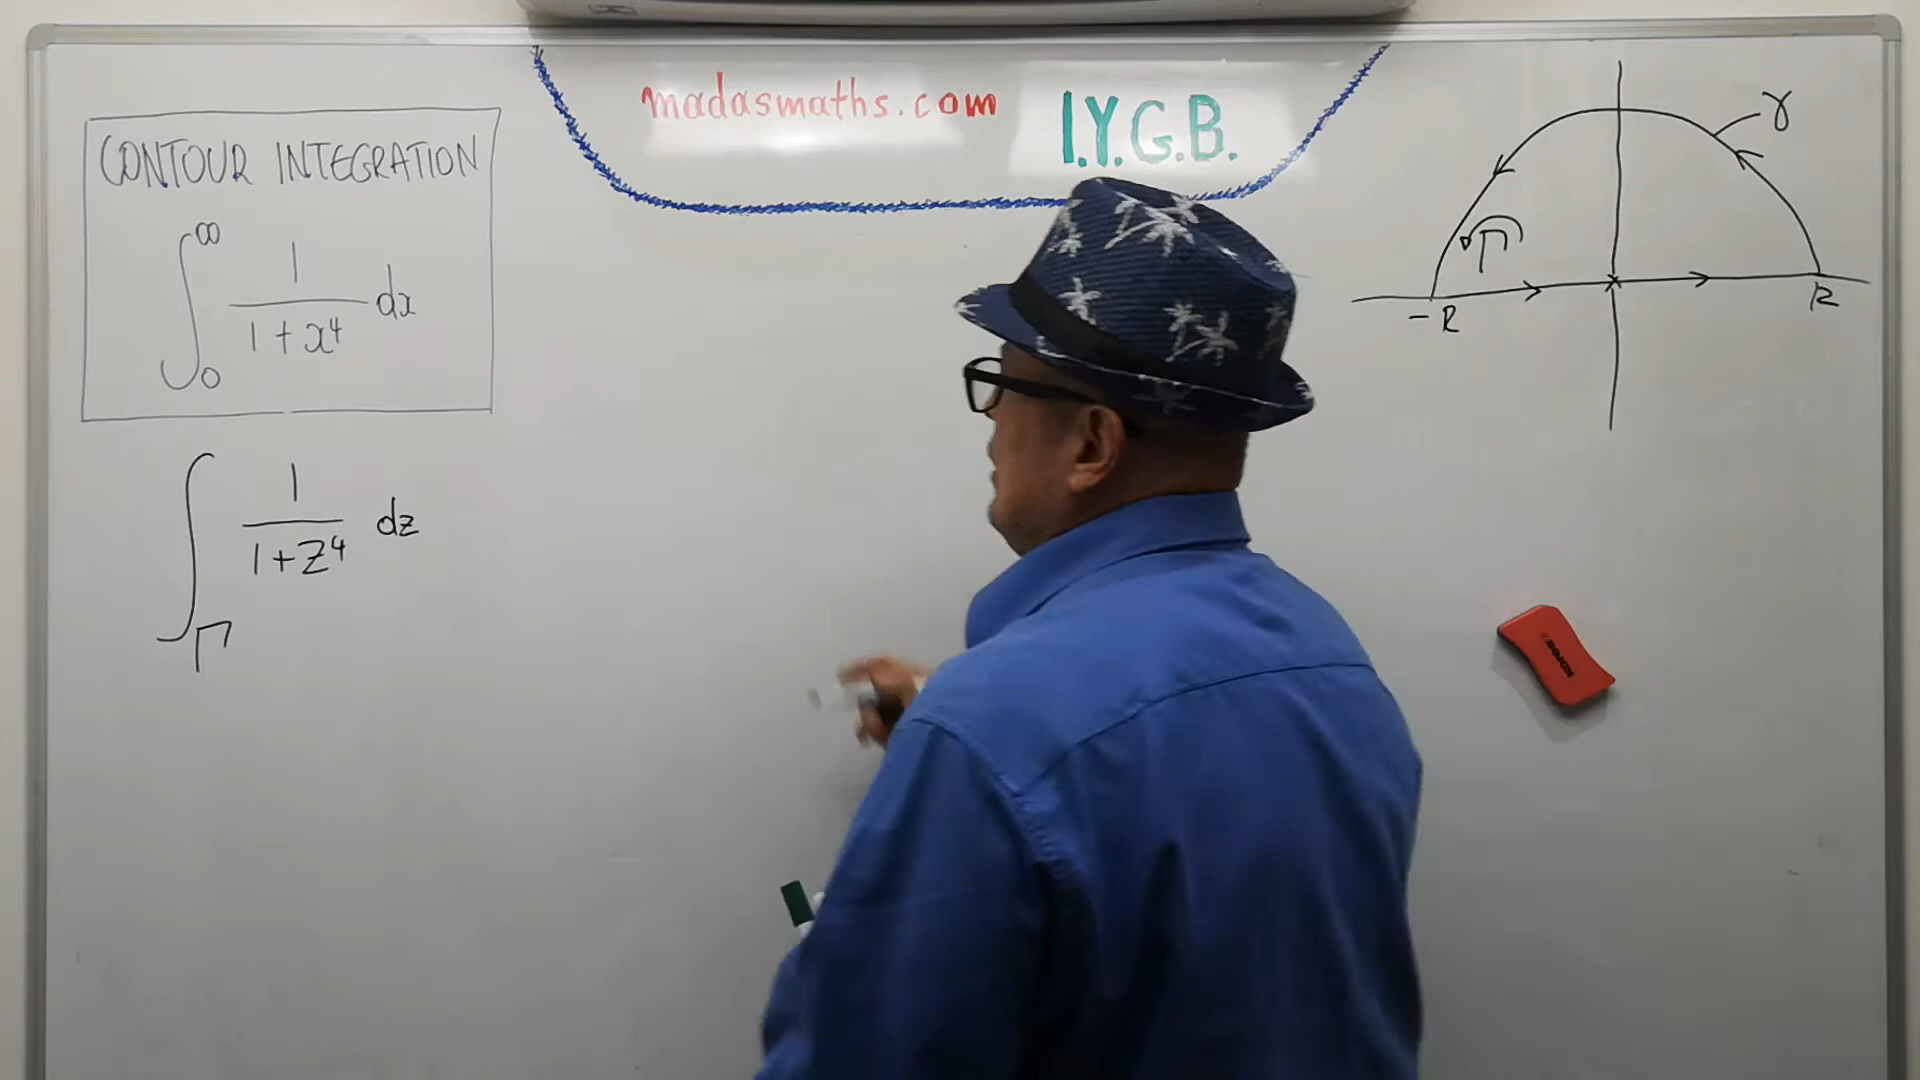 madasmaths.com I.Y.G.B.
CONTOUR INTEGRATION
∫₀^∞ 1/(1+x⁴) dx
∫_Γ 1/(1+z⁴) dz
γ
Γ
-R
R